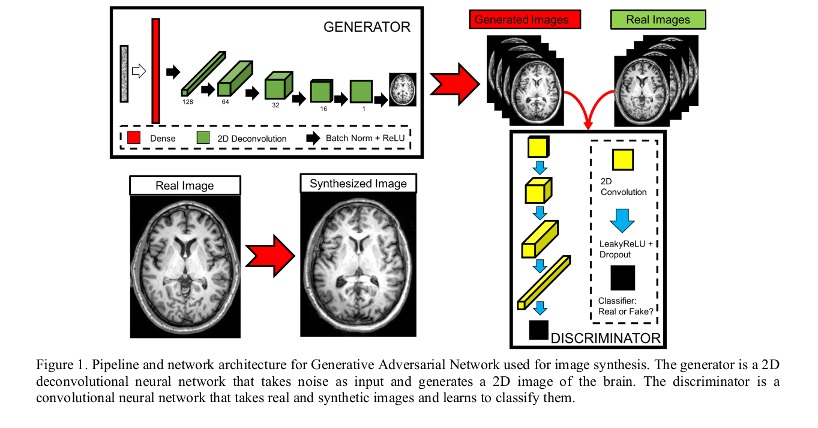 GENERATOR
128
64
32
16
1
Dense
2D Deconvolution
Batch Norm + ReLU
Generated Images
Real Images
Real Image
Synthesized Image
2D
Convolution
LeakyReLU +
Dropout
Classifier:
Real or Fake?
DISCRIMINATOR
Figure 1. Pipeline and network architecture for Generative Adversarial Network used for image synthesis. The generator is a 2D
deconvolutional neural network that takes noise as input and generates a 2D image of the brain. The discriminator is a
convolutional neural network that takes real and synthetic images and learns to classify them.